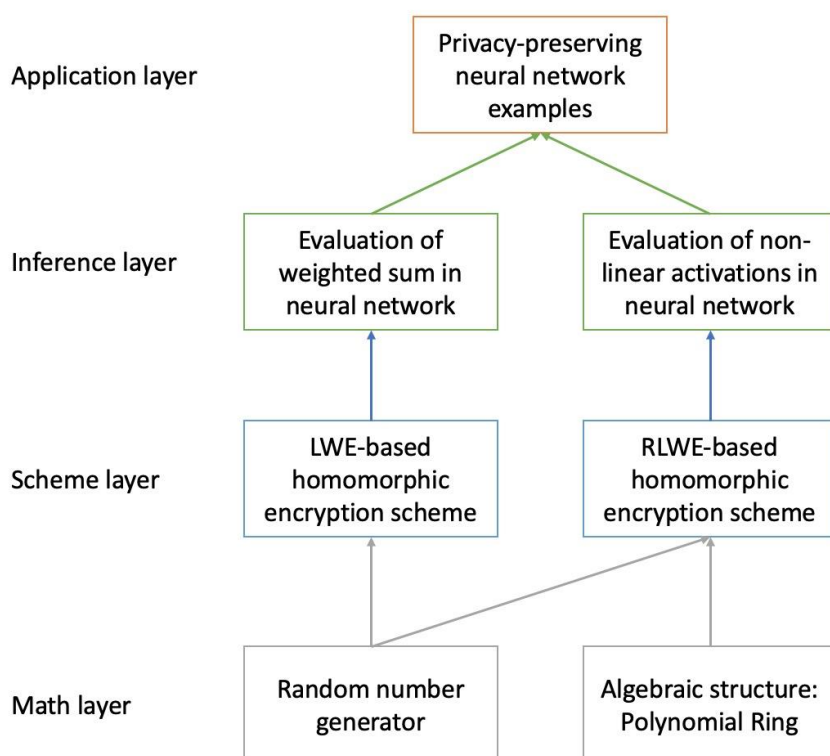 Application layer
Privacy-preserving
neural network
examples
Inference layer
Evaluation of
weighted sum in
neural network
Evaluation of non-
linear activations in
neural network
Scheme layer
LWE-based
homomorphic
encryption scheme
RLWE-based
homomorphic
encryption scheme
Math layer
Random number
generator
Algebraic structure:
Polynomial Ring